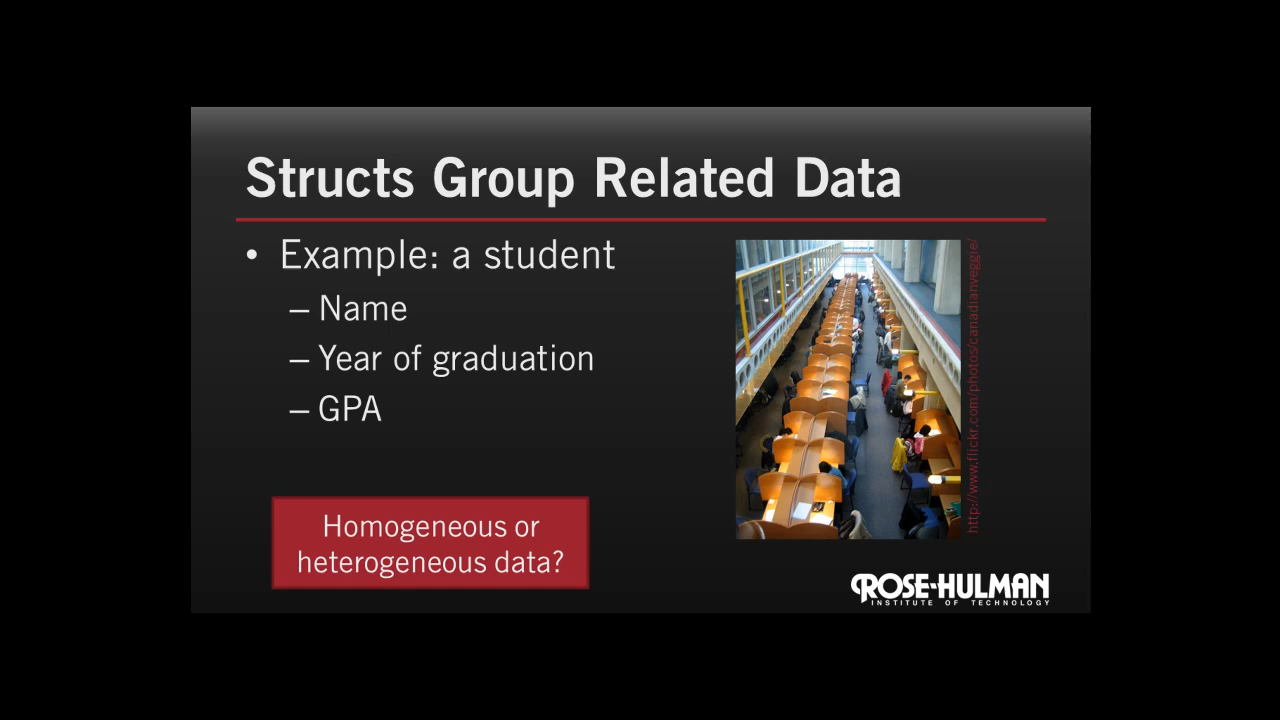 Structs Group Related Data
• Example: a student
– Name
– Year of graduation
– GPA
Homogeneous or
heterogeneous data?
http://www.flickr.com/photos/canadianveggie/
ROSE-HULMAN
INSTITUTE OF TECHNOLOGY